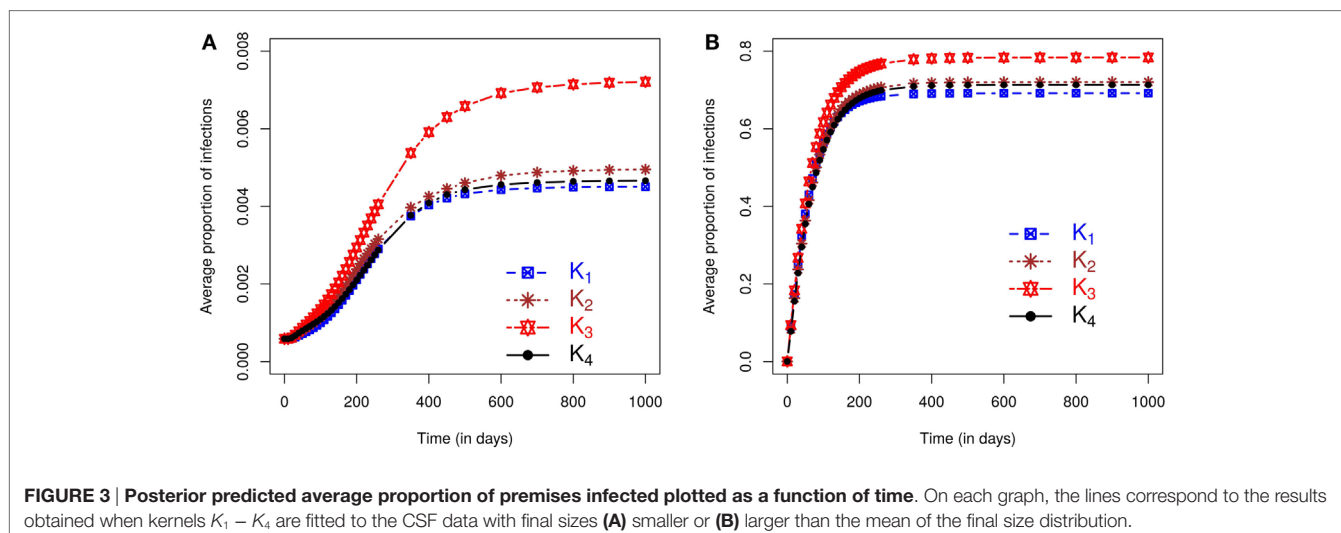 A
Average proportion of infections
0.008
0.006
0.004
0.002
0.000
0 200 400 600 800 1000
Time (in days)
K₁
K₂
K₃
K₄
B
Average proportion of infections
0.8
0.6
0.4
0.2
0.0
0 200 400 600 800 1000
Time (in days)
K₁
K₂
K₃
K₄
FIGURE 3 | Posterior predicted average proportion of premises infected plotted as a function of time. On each graph, the lines correspond to the results
obtained when kernels K₁ – K₄ are fitted to the CSF data with final sizes (A) smaller or (B) larger than the mean of the final size distribution.